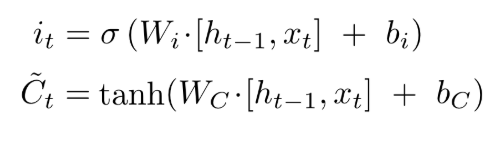 i_t = σ (W_i·[h_{t−1}, x_t] + b_i)
C̃_t = tanh(W_C·[h_{t−1}, x_t] + b_C)